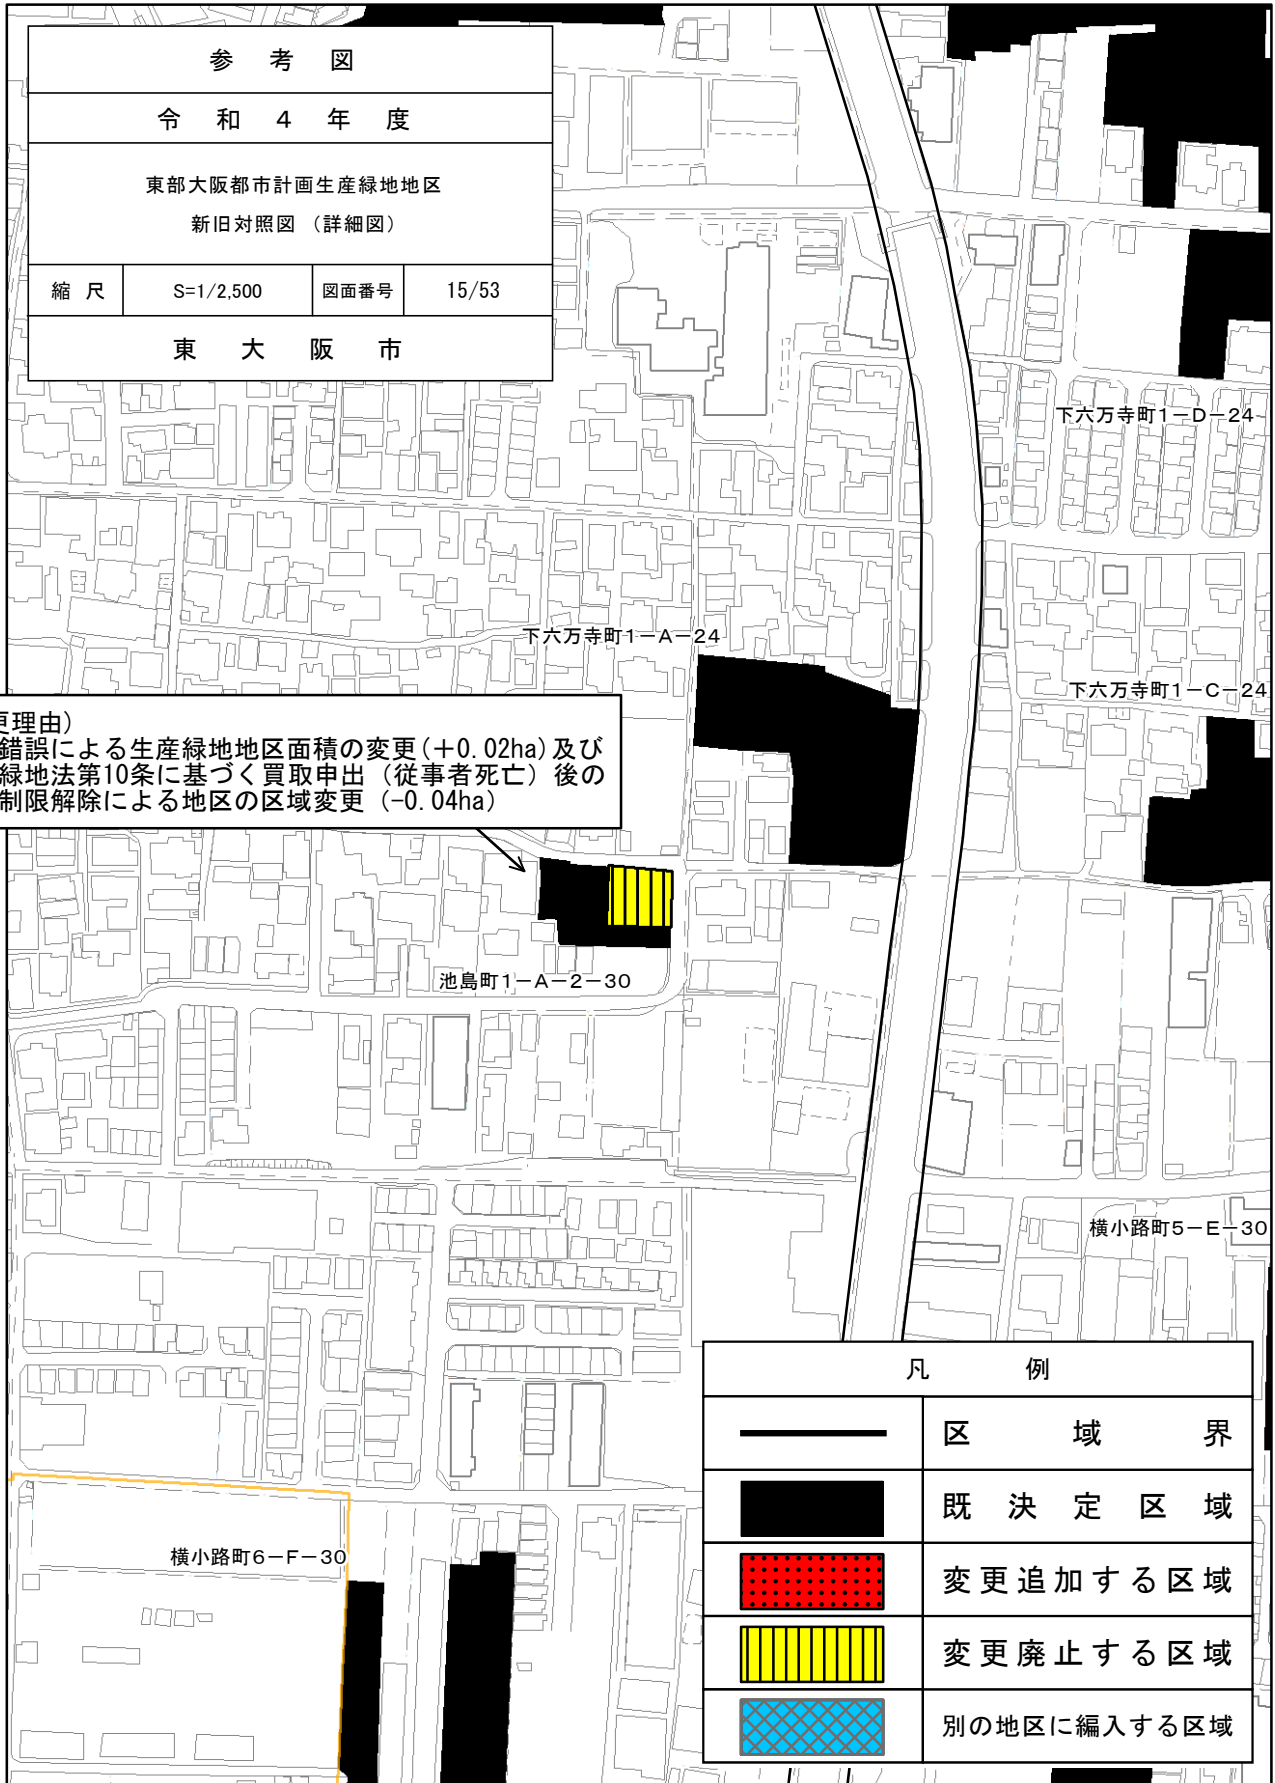 参考図
令和4年度
東部大阪都市計画生産緑地地区
新旧対照図 （詳細図）
縮 尺 S=1/2,500 図面番号 15/53
東大阪市
下六万寺町1－D－24
下六万寺町1－A－24
下六万寺町1－C－24
更理由)
錯誤による生産緑地地区面積の変更(＋0.02ha)及び
緑地法第10条に基づく買取申出（従事者死亡）後の
制限解除による地区の区域変更（-0.04ha）
池島町1－A－2－30
横小路町5－E－30
横小路町6－F－30
凡例
区域界
既決定区域
変更追加する区域
変更廃止する区域
別の地区に編入する区域